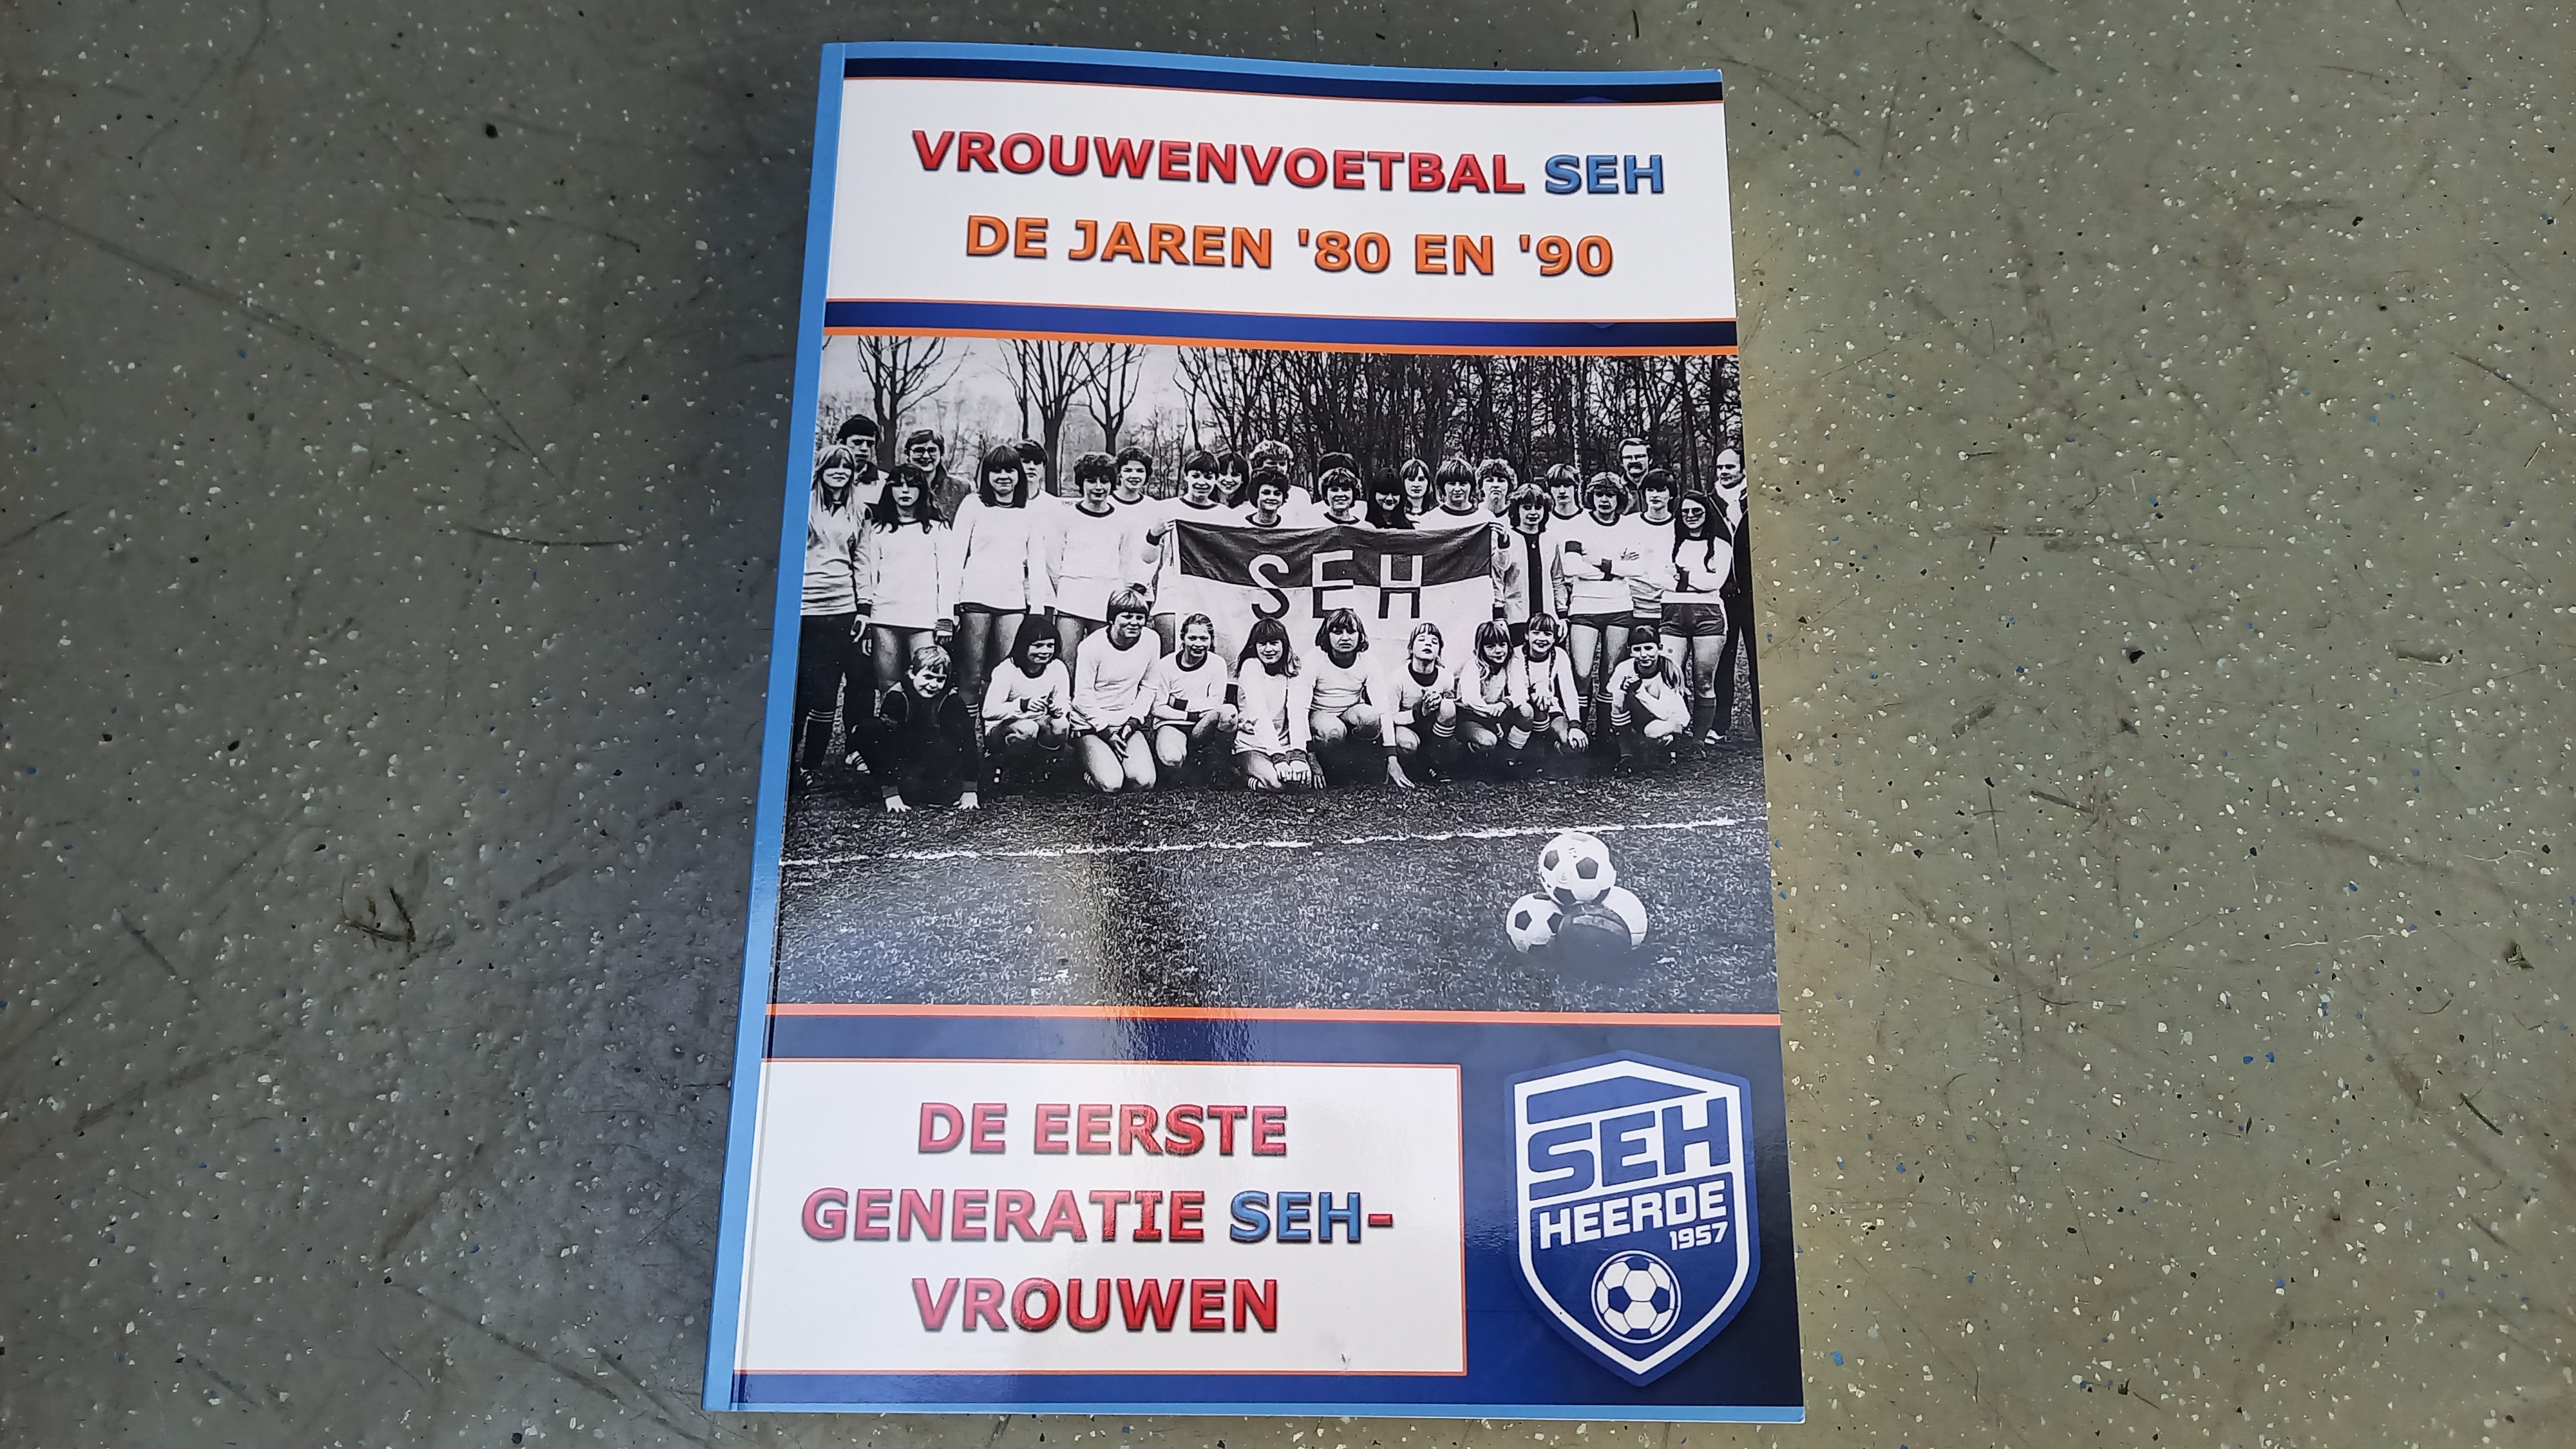 VROUWENVOETBAL SEH
DE JAREN '80 EN '90
SEH
DE EERSTE
GENERATIE SEH-
VROUWEN
SEH
HEERDE
1957